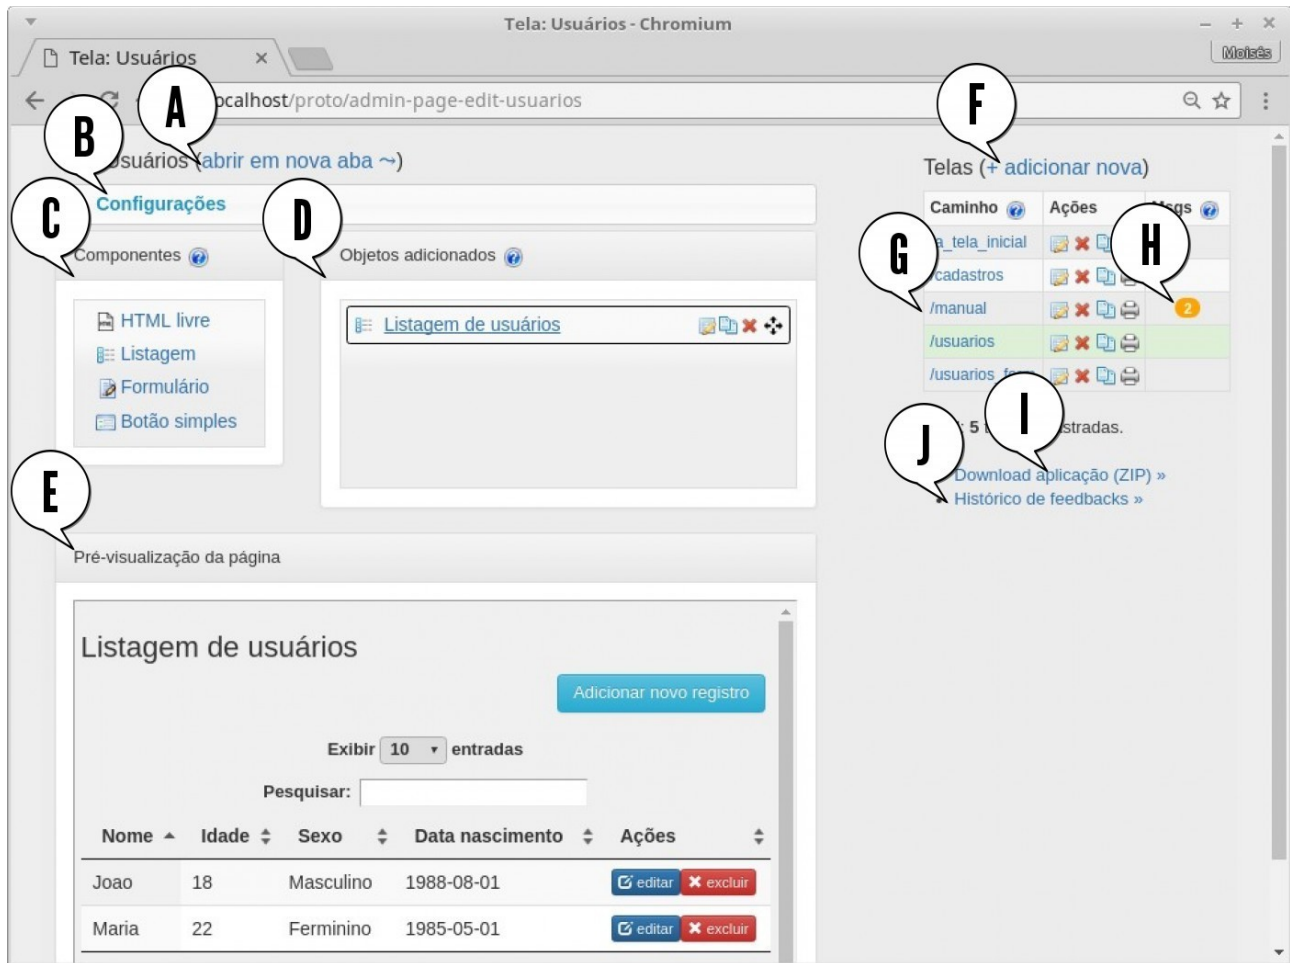 Tela: Usuários - Chromium
Tela: Usuários
Moisés
ocalhost/proto/admin-page-edit-usuarios
A
F
B
Usuários (abrir em nova aba ⤳)
Telas (+ adicionar nova)
Configurações
C
D
Caminho Ações Msgs
Componentes
Objetos adicionados
G
H
a_tela_inicial
/cadastros
HTML livre
Listagem de usuários
/manual 2
Listagem
/usuarios
Formulário
/usuarios
Botão simples
I
J
5
stradas.
E
Download aplicação (ZIP) »
Histórico de feedbacks »
Pré-visualização da página
Listagem de usuários
Adicionar novo registro
Exibir 10 entradas
Pesquisar:
Nome Idade Sexo Data nascimento Ações
Joao 18 Masculino 1988-08-01 editar excluir
Maria 22 Ferminino 1985-05-01 editar excluir